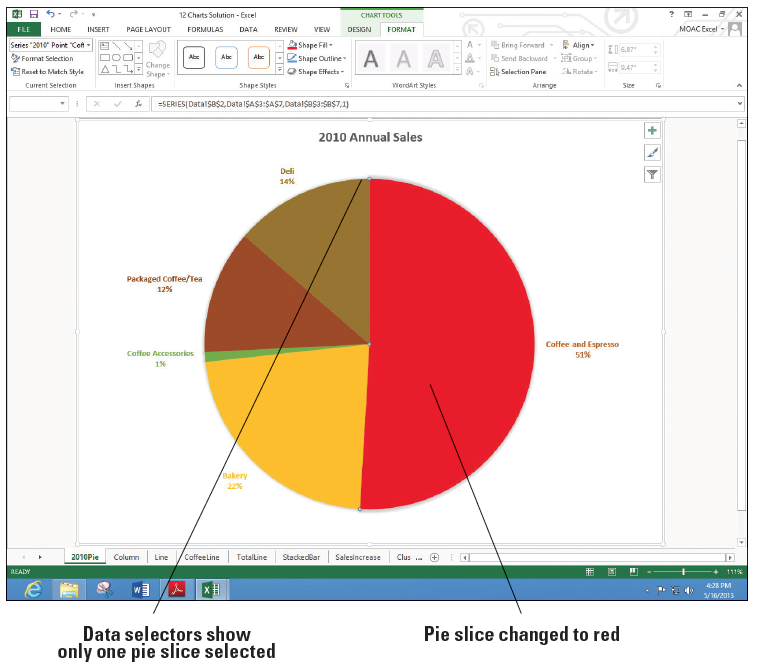 12 Charts Solution - Excel
CHART TOOLS
?
FILE
HOME
INSERT
PAGE LAYOUT
FORMULAS
DATA
REVIEW
VIEW
DESIGN
FORMAT
MOAC Excel
Series "2010" Point "Coff
Format Selection
Reset to Match Style
Current Selection
Change
Shape
Insert Shapes
Abc
Abc
Abc
Shape Fill
Shape Outline
Shape Effects
Shape Styles
A
A
A
A
A
A
WordArt Styles
Bring Forward
Send Backward
Selection Pane
Align
Group
Rotate
Arrange
6.87"
9.47"
Size
fx
=SERIES(Data!$B$2,Data!$A$3:$A$7,Data!$B$3:$B$7,1)
2010 Annual Sales
Deli
14%
Packaged Coffee/Tea
12%
Coffee Accessories
1%
Coffee and Espresso
51%
Bakery
22%
2010Pie
Column
Line
CoffeeLine
TotalLine
StackedBar
SalesIncrease
Clus ...
READY
111%
4:28 PM
5/16/2013
Data selectors show
only one pie slice selected
Pie slice changed to red